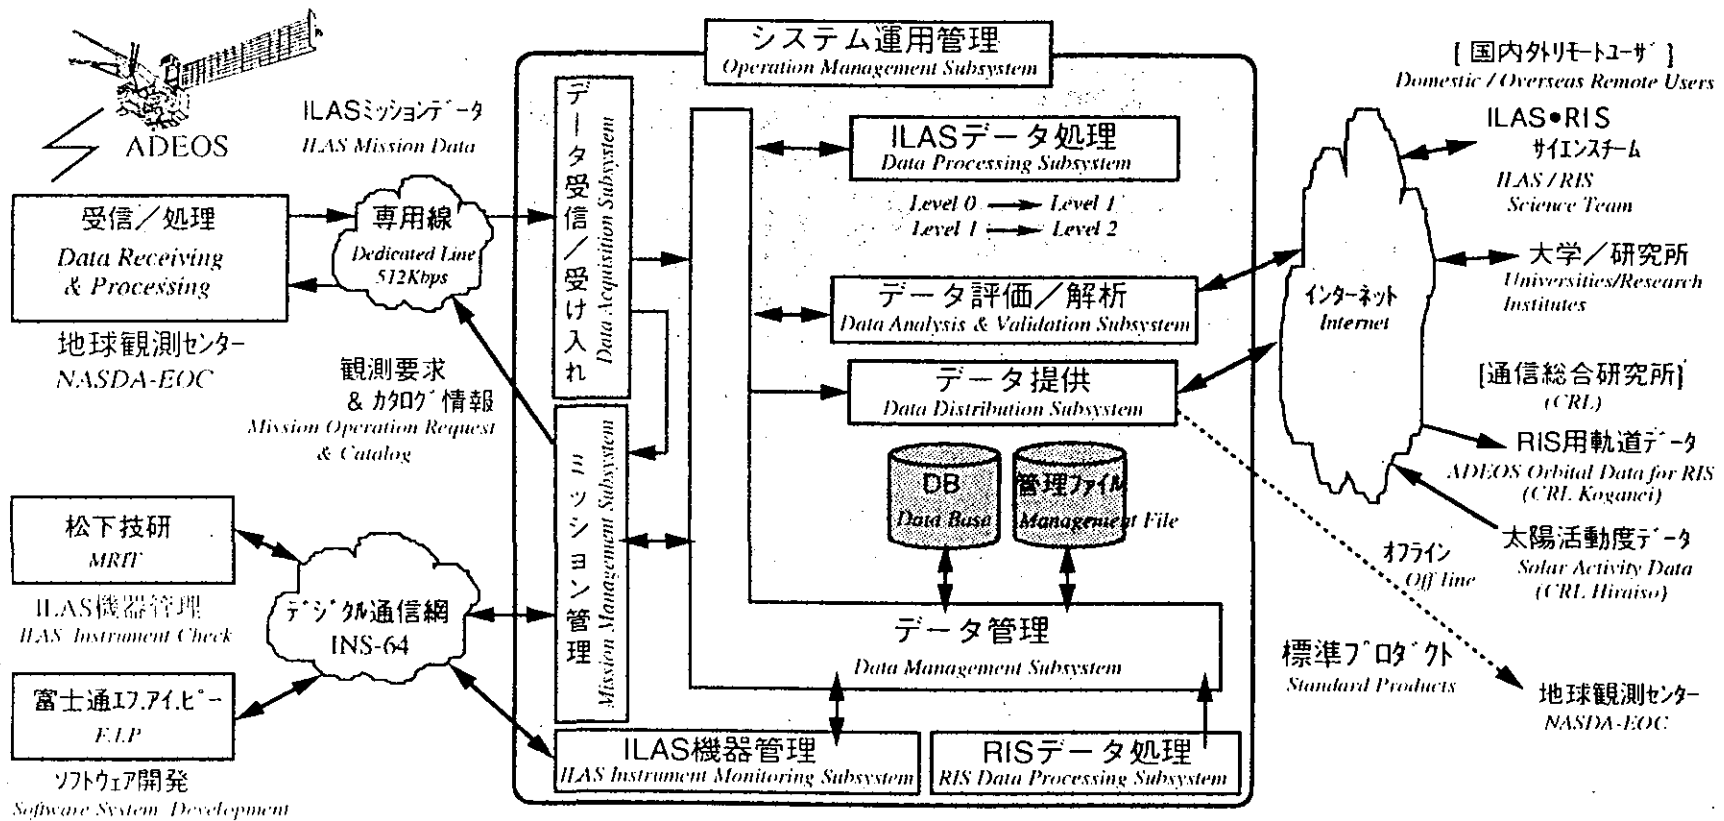 ADEOS
ILASミッションデータ
ILAS Mission Data
受信／処理
Data Receiving
& Processing
地球観測センター
NASDA-EOC
専用線
Dedicated Line
512Kbps
観測要求
& カタログ情報
Mission Operation Request
& Catalog
松下技研
MRIT
ILAS機器管理
ILAS Instrument Check
デジタル通信網
INS-64
富士通エフ.アイ.ピー
F.I.P
ソフトウェア開発
Software System Development
システム運用管理
Operation Management Subsystem
データ受信／受け入れ
Data Acquisition Subsystem
ミッション管理
Mission Management Subsystem
ILASデータ処理
Data Processing Subsystem
Level 0 → Level 1
Level 1 → Level 2
データ評価／解析
Data Analysis & Validation Subsystem
データ提供
Data Distribution Subsystem
DB
Data Base
管理ファイル
Management File
データ管理
Data Management Subsystem
ILAS機器管理
ILAS Instrument Monitoring Subsystem
RISデータ処理
RIS Data Processing Subsystem
インターネット
Internet
[ 国内外リモートユーザ ]
Domestic / Overseas Remote Users
ILAS•RIS
サイエンスチーム
ILAS / RIS
Science Team
大学／研究所
Universities/Research
Institutes
[通信総合研究所]
(CRL)
RIS用軌道データ
ADEOS Orbital Data for RIS
(CRL Koganei)
太陽活動度データ
Solar Activity Data
(CRL Hiraiso)
オフライン
Off line
標準プロダクト
Standard Products
地球観測センター
NASDA-EOC